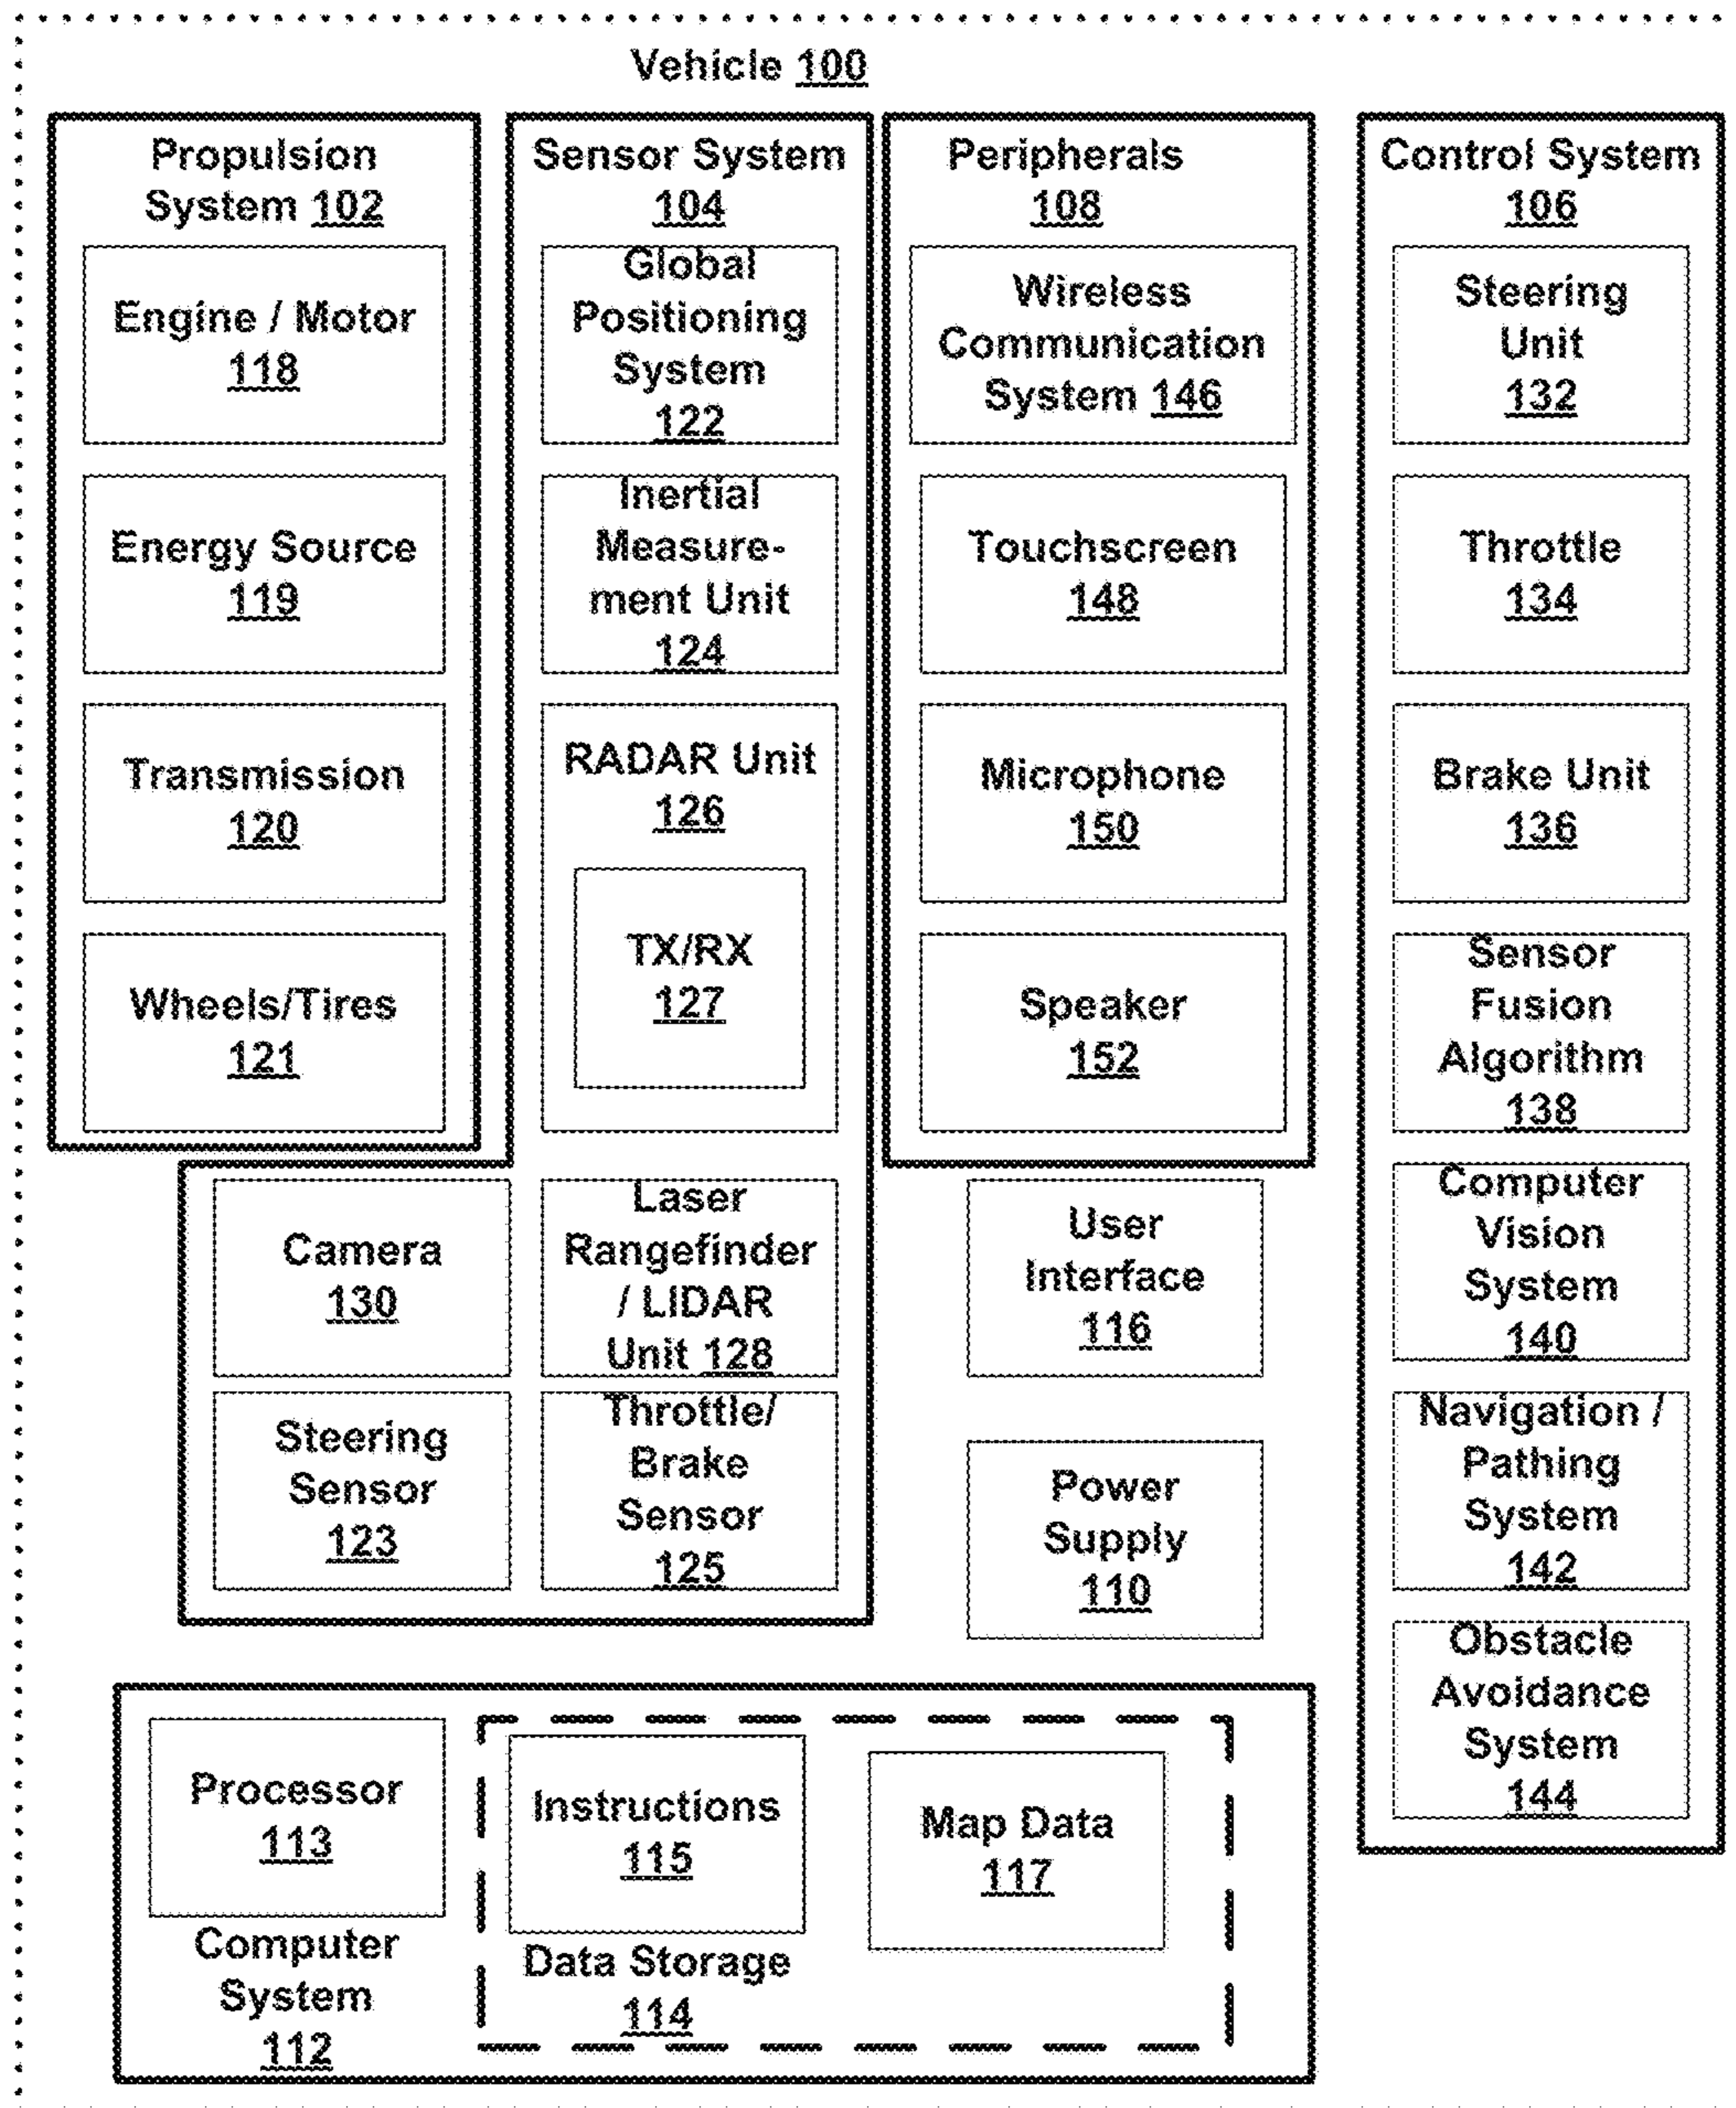 Vehicle 100
Propulsion
System 102
Engine / Motor
118
Energy Source
119
Transmission
120
Wheels/Tires
121
Sensor System
104
Global
Positioning
System
122
Inertial
Measure-
ment Unit
124
RADAR Unit
126
TX/RX
127
Camera
130
Laser
Rangefinder
/ LIDAR
Unit 128
Steering
Sensor
123
Throttle/
Brake
Sensor
125
Peripherals
108
Wireless
Communication
System 146
Touchscreen
148
Microphone
150
Speaker
152
User
Interface
116
Power
Supply
110
Control System
106
Steering
Unit
132
Throttle
134
Brake Unit
136
Sensor
Fusion
Algorithm
138
Computer
Vision
System
140
Navigation /
Pathing
System
142
Obstacle
Avoidance
System
144
Processor
113
Computer
System
112
Instructions
115
Data Storage
114
Map Data
117